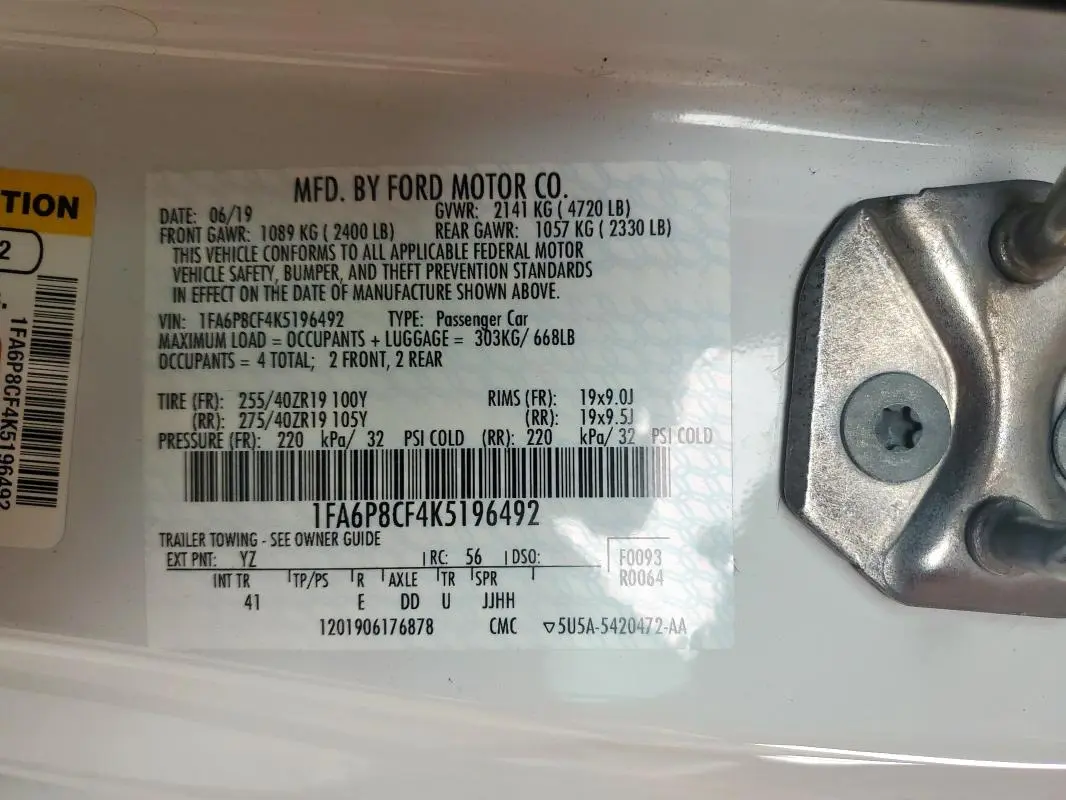 TION
2
1FA6P8CF4K5196492
MFD. BY FORD MOTOR CO.
DATE: 06/19 GVWR: 2141 KG ( 4720 LB)
FRONT GAWR: 1089 KG ( 2400 LB) REAR GAWR: 1057 KG ( 2330 LB)
THIS VEHICLE CONFORMS TO ALL APPLICABLE FEDERAL MOTOR
VEHICLE SAFETY, BUMPER, AND THEFT PREVENTION STANDARDS
IN EFFECT ON THE DATE OF MANUFACTURE SHOWN ABOVE.
VIN: 1FA6P8CF4K5196492 TYPE: Passenger Car
MAXIMUM LOAD = OCCUPANTS + LUGGAGE = 303KG/ 668LB
OCCUPANTS = 4 TOTAL; 2 FRONT, 2 REAR
TIRE (FR): 255/40ZR19 100Y RIMS (FR): 19x9.0J
(RR): 275/40ZR19 105Y (RR): 19x9.5J
PRESSURE (FR): 220 kPa/ 32 PSI COLD (RR): 220 kPa/ 32 PSI COLD
1FA6P8CF4K5196492
TRAILER TOWING - SEE OWNER GUIDE
EXT PNT: YZ RC: 56 DSO: F0093
R0064
INT TR TP/PS R AXLE TR SPR
41 E DD U JJHH
1201906176878 CMC ▽5U5A-5420472-AA